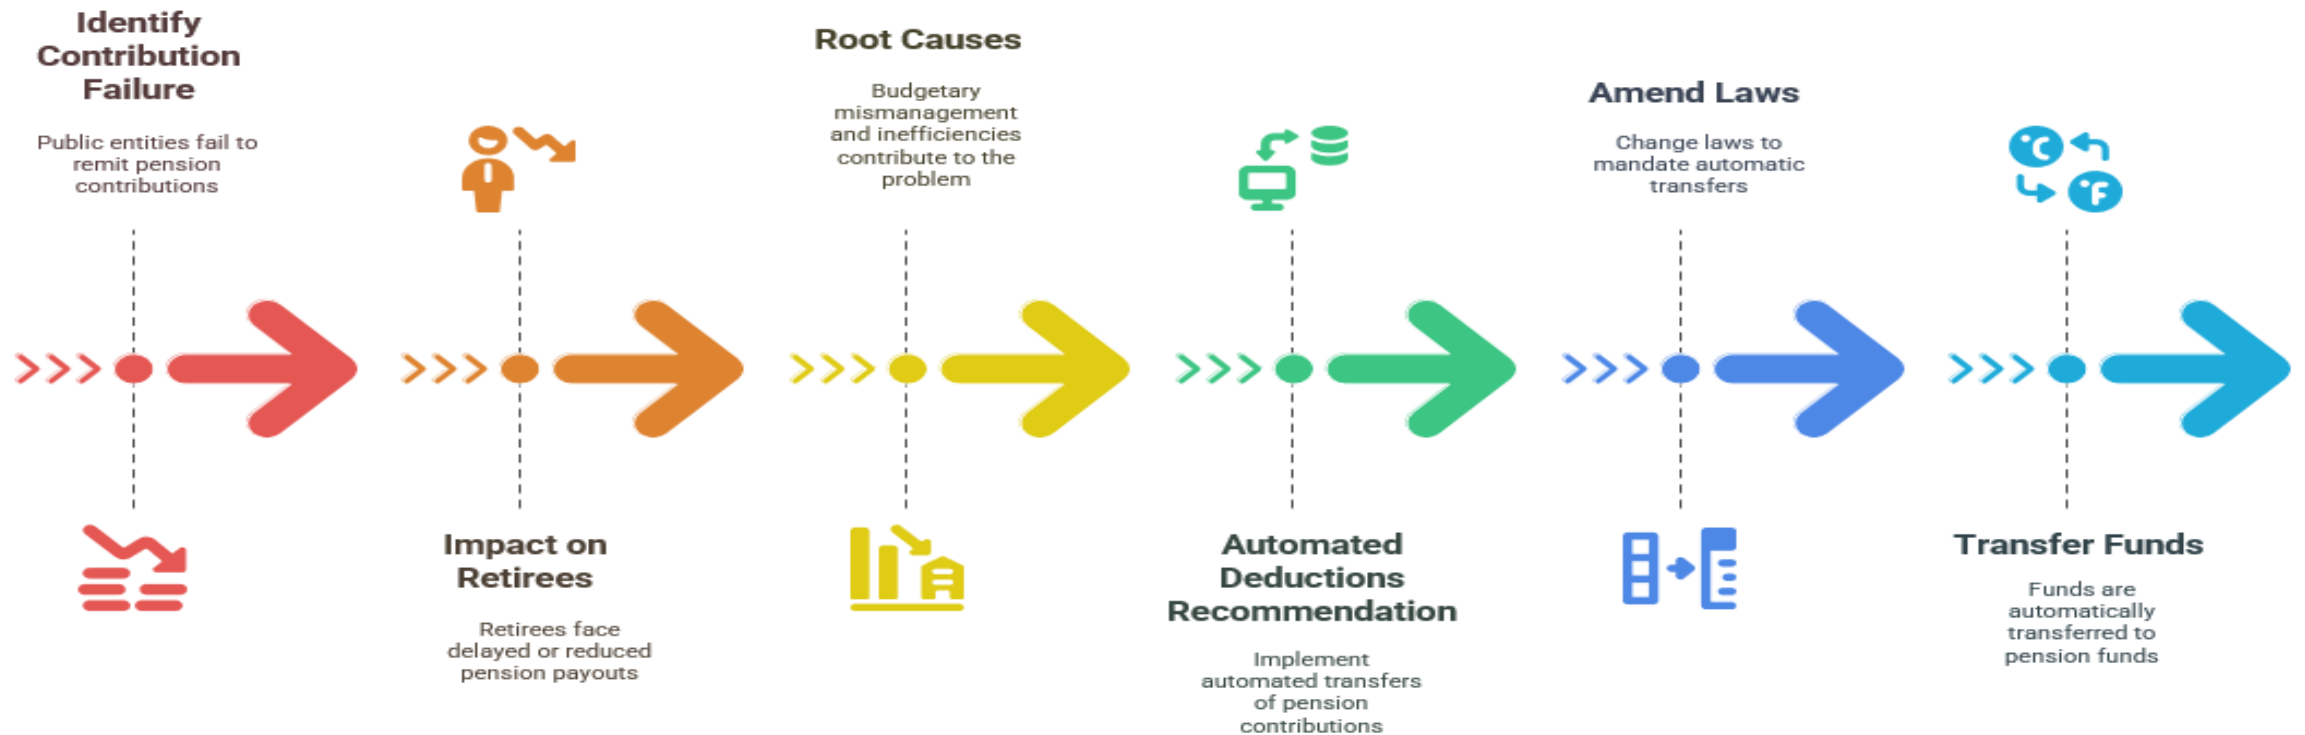 Identify
Contribution
Failure
Public entities fail to
remit pension
contributions
Impact on
Retirees
Retirees face
delayed or reduced
pension payouts
Root Causes
Budgetary
mismanagement
and inefficiencies
contribute to the
problem
Automated
Deductions
Recommendation
Implement
automated transfers
of pension
contributions
Amend Laws
Change laws to
mandate automatic
transfers
°C
°F
Transfer Funds
Funds are
automatically
transferred to
pension funds